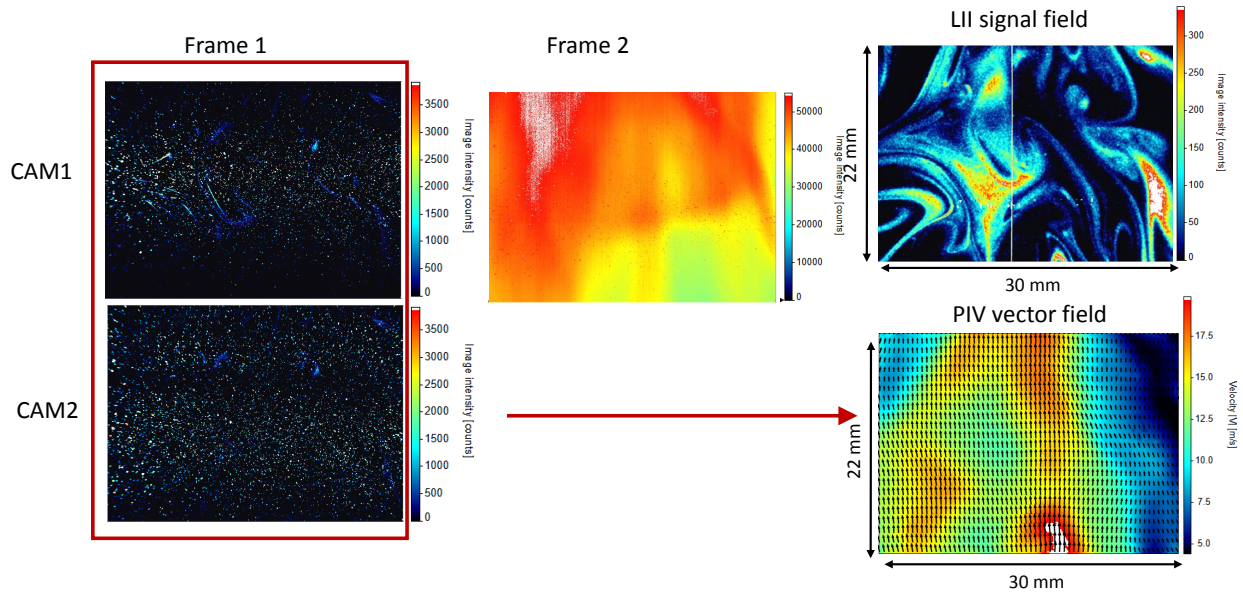 Frame 1
Frame 2
LII signal field
CAM1
CAM2
3500
3000
2500
2000
1500
1000
500
0
Image intensity [counts]
3500
3000
2500
2000
1500
1000
500
0
Image intensity [counts]
50000
40000
30000
20000
10000
0
Image intensity [counts]
22 mm
300
250
200
150
100
50
0
Image intensity [counts]
30 mm
PIV vector field
22 mm
17.5
15.0
12.5
10.0
7.5
5.0
Velocity |V| [m/s]
30 mm